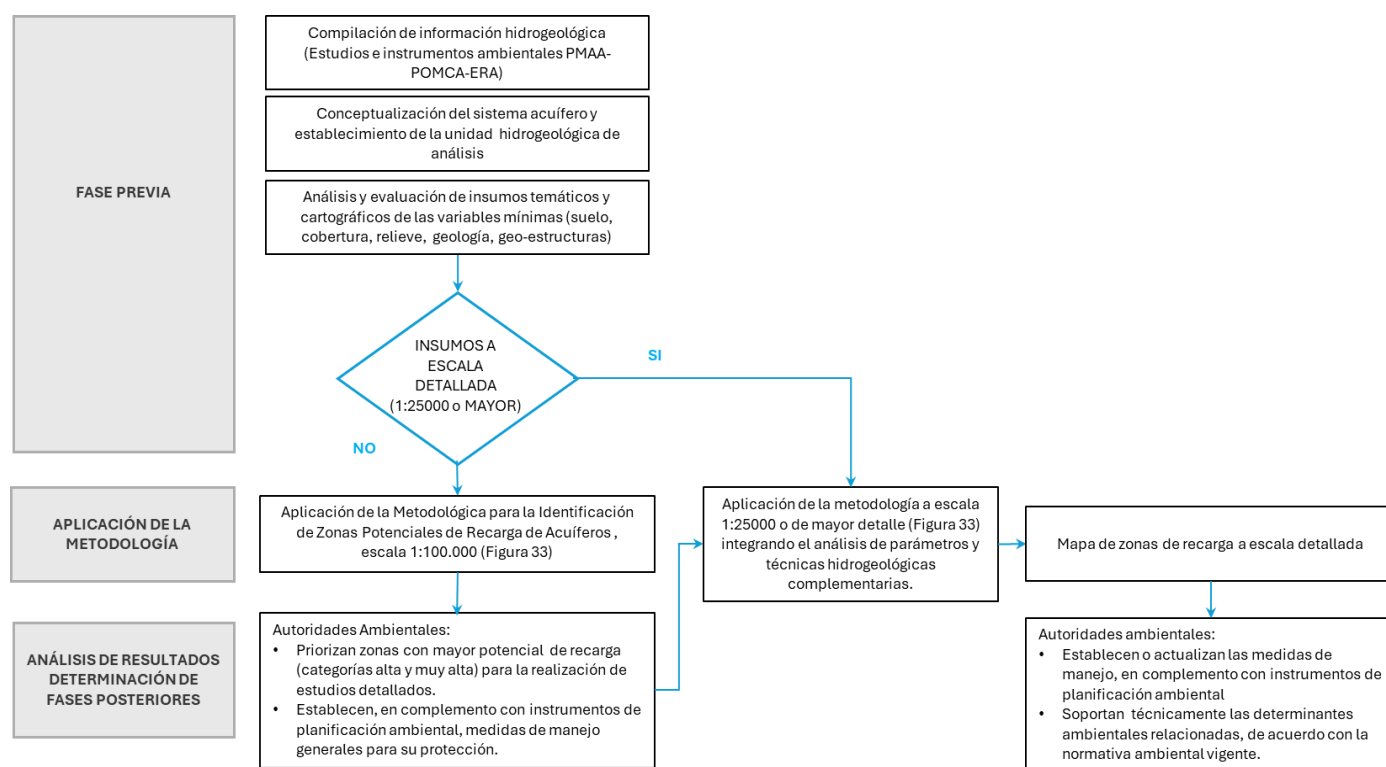 FASE PREVIA
Compilación de información hidrogeológica
(Estudios e instrumentos ambientales PMAA-
POMCA-ERA)
Conceptualización del sistema acuífero y
establecimiento de la unidad hidrogeológica de
análisis
Análisis y evaluación de insumos temáticos y
cartográficos de las variables mínimas (suelo,
cobertura, relieve, geología, geo-estructuras)
INSUMOS A
ESCALA
DETALLADA
(1:25000 o MAYOR)
SI
NO
APLICACIÓN DE LA
METODOLOGÍA
Aplicación de la Metodológica para la Identificación
de Zonas Potenciales de Recarga de Acuíferos ,
escala 1:100.000 (Figura 33)
Aplicación de la metodología a escala
1:25000 o de mayor detalle (Figura 33)
integrando el análisis de parámetros y
técnicas hidrogeológicas
complementarias.
Mapa de zonas de recarga a escala detallada
ANÁLISIS DE RESULTADOS
DETERMINACIÓN DE
FASES POSTERIORES
Autoridades Ambientales:
• Priorizan zonas con mayor potencial de recarga
(categorías alta y muy alta) para la realización de
estudios detallados.
• Establecen, en complemento con instrumentos de
planificación ambiental, medidas de manejo
generales para su protección.
Autoridades ambientales:
• Establecen o actualizan las medidas de
manejo, en complemento con instrumentos de
planificación ambiental
• Soportan técnicamente las determinantes
ambientales relacionadas, de acuerdo con la
normativa ambiental vigente.